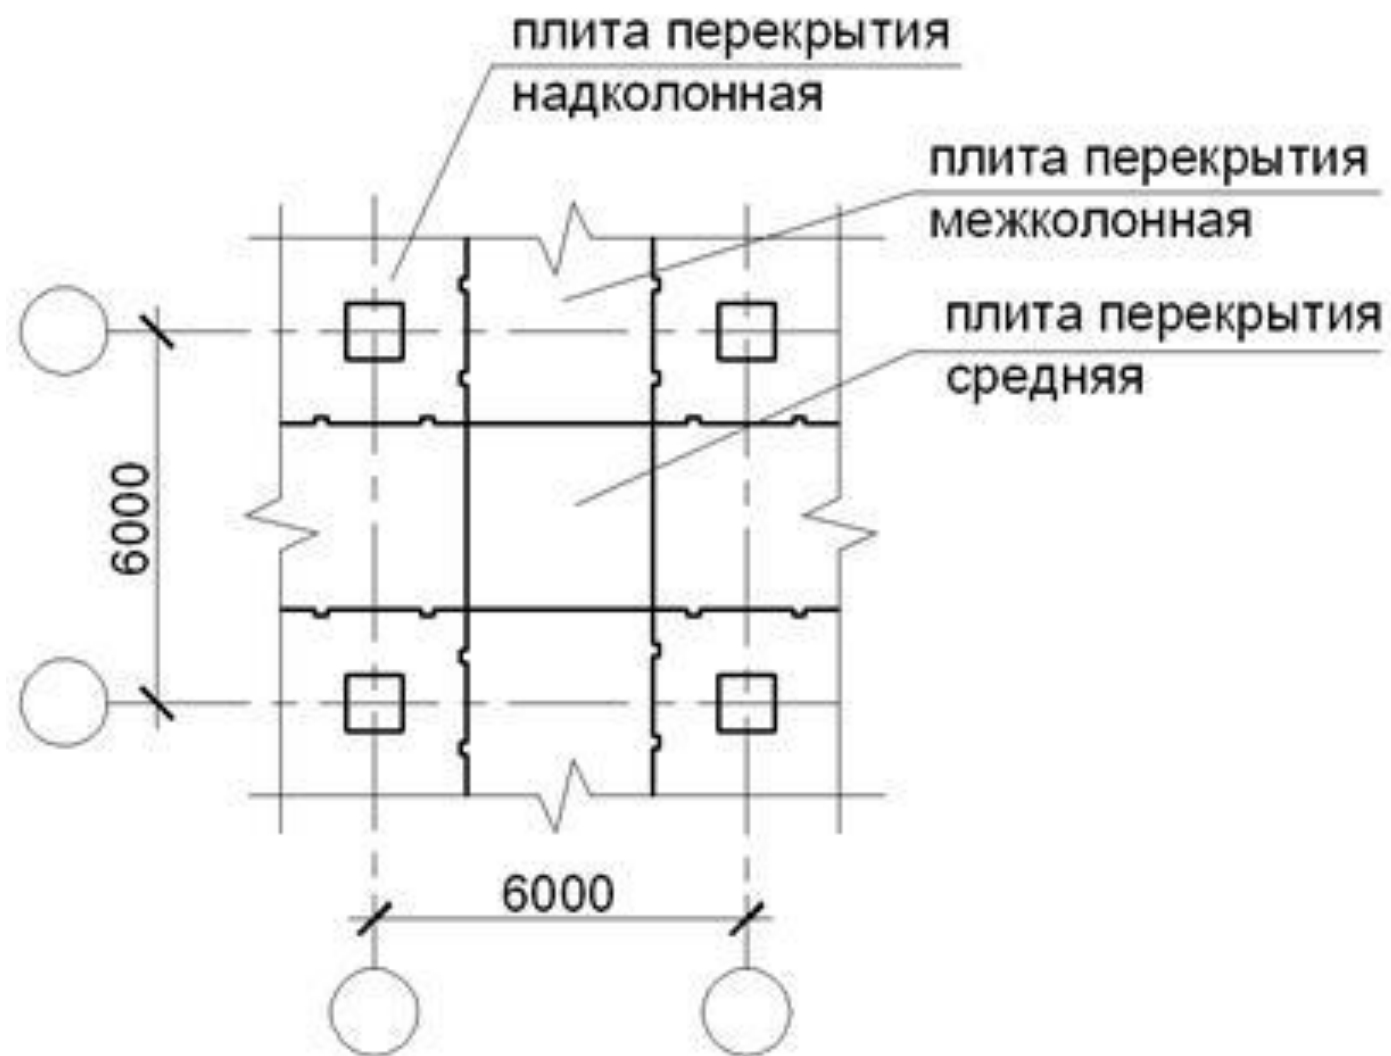 плита перекрытия
надколонная
плита перекрытия
межколонная
плита перекрытия
средняя
6000
6000